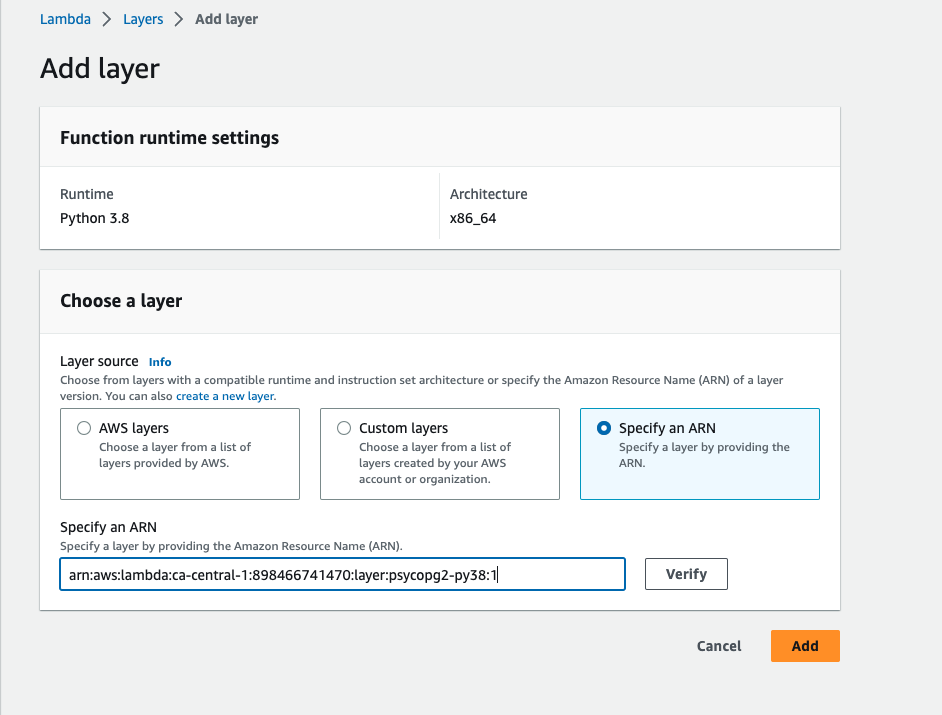 Lambda > Layers > Add layer
Add layer
Function runtime settings
Runtime
Python 3.8
Architecture
x86_64
Choose a layer
Layer source Info
Choose from layers with a compatible runtime and instruction set architecture or specify the Amazon Resource Name (ARN) of a layer
version. You can also create a new layer.
AWS layers
Choose a layer from a list of
layers provided by AWS.
Custom layers
Choose a layer from a list of
layers created by your AWS
account or organization.
Specify an ARN
Specify a layer by providing the
ARN.
Specify an ARN
Specify a layer by providing the Amazon Resource Name (ARN).
arn:aws:lambda:ca-central-1:898466741470:layer:psycopg2-py38:1
Verify
Cancel
Add